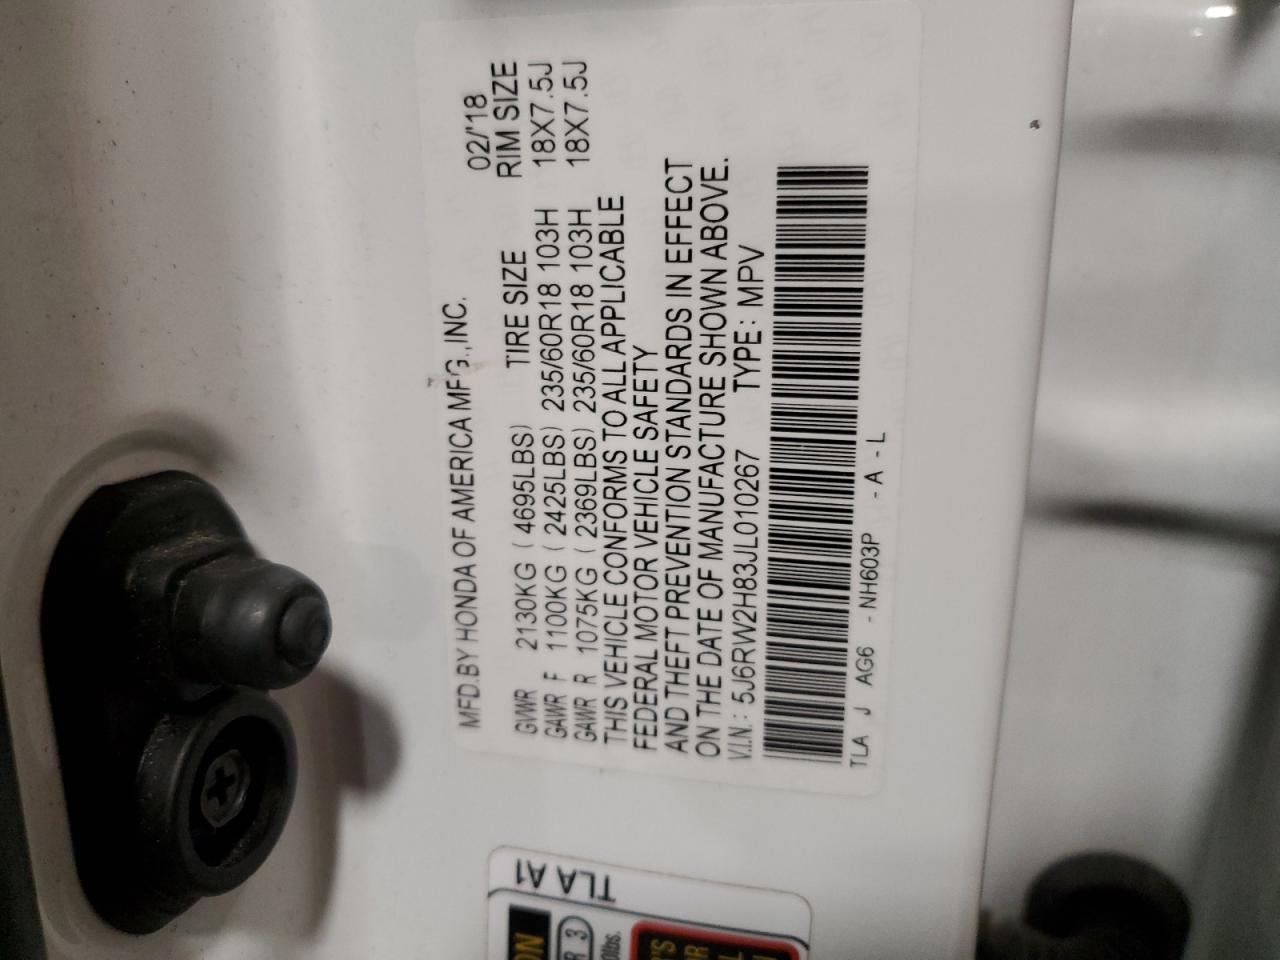 MFD.BY HONDA OF AMERICA MFG.,INC. 02/'18
TIRE SIZE RIM SIZE
GVWR 2130KG ( 4695LBS)
GAWR F 1100KG ( 2425LBS) 235/60R18 103H 18X7.5J
GAWR R 1075KG ( 2369LBS) 235/60R18 103H 18X7.5J
THIS VEHICLE CONFORMS TO ALL APPLICABLE
FEDERAL MOTOR VEHICLE SAFETY
AND THEFT PREVENTION STANDARDS IN EFFECT
ON THE DATE OF MANUFACTURE SHOWN ABOVE.
V.I.N.: 5J6RW2H83JL010267 TYPE: MPV
TLA J AG6 - NH603P - A - L
TLA A1